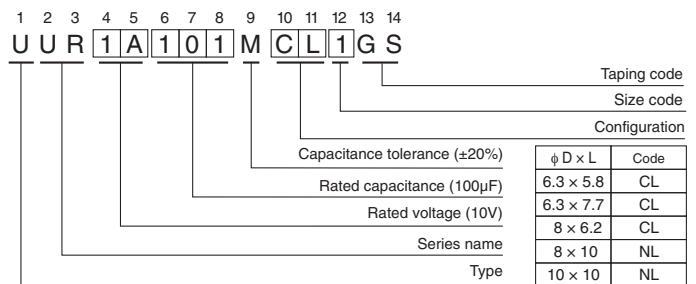 1 2 3 4 5 6 7 8 9 10 11 12 13 14
U U R 1 A 1 0 1 M C L 1 G S
Taping code
Size code
Configuration
Capacitance tolerance (±20%)
Rated capacitance (100µF)
Rated voltage (10V)
Series name
Type
ϕ D × L Code
6.3 × 5.8 CL
6.3 × 7.7 CL
8 × 6.2 CL
8 × 10 NL
10 × 10 NL